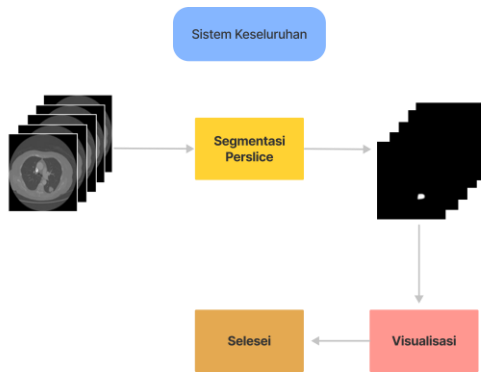 Sistem Keseluruhan
Segmentasi
Perslice
Selesei
Visualisasi